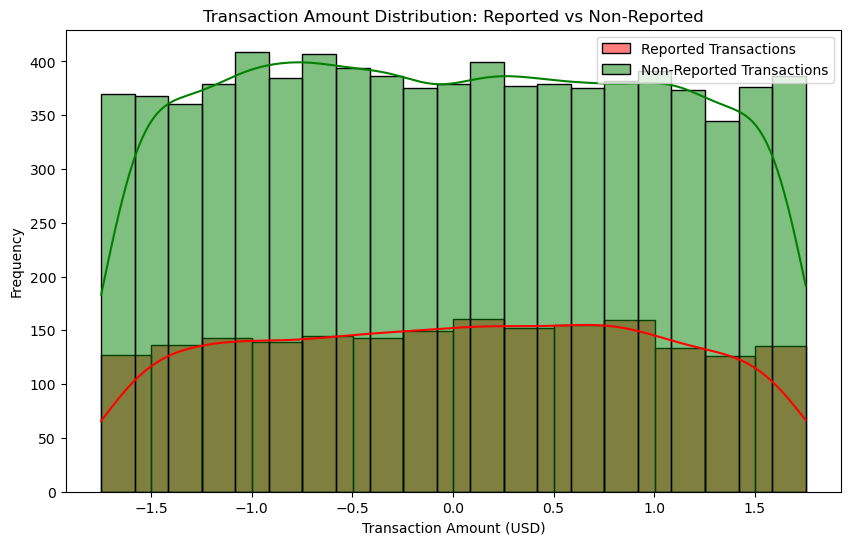 Transaction Amount Distribution: Reported vs Non-Reported
Reported Transactions
Non-Reported Transactions
Frequency
400
350
300
250
200
150
100
50
0
−1.5 −1.0 −0.5 0.0 0.5 1.0 1.5
Transaction Amount (USD)